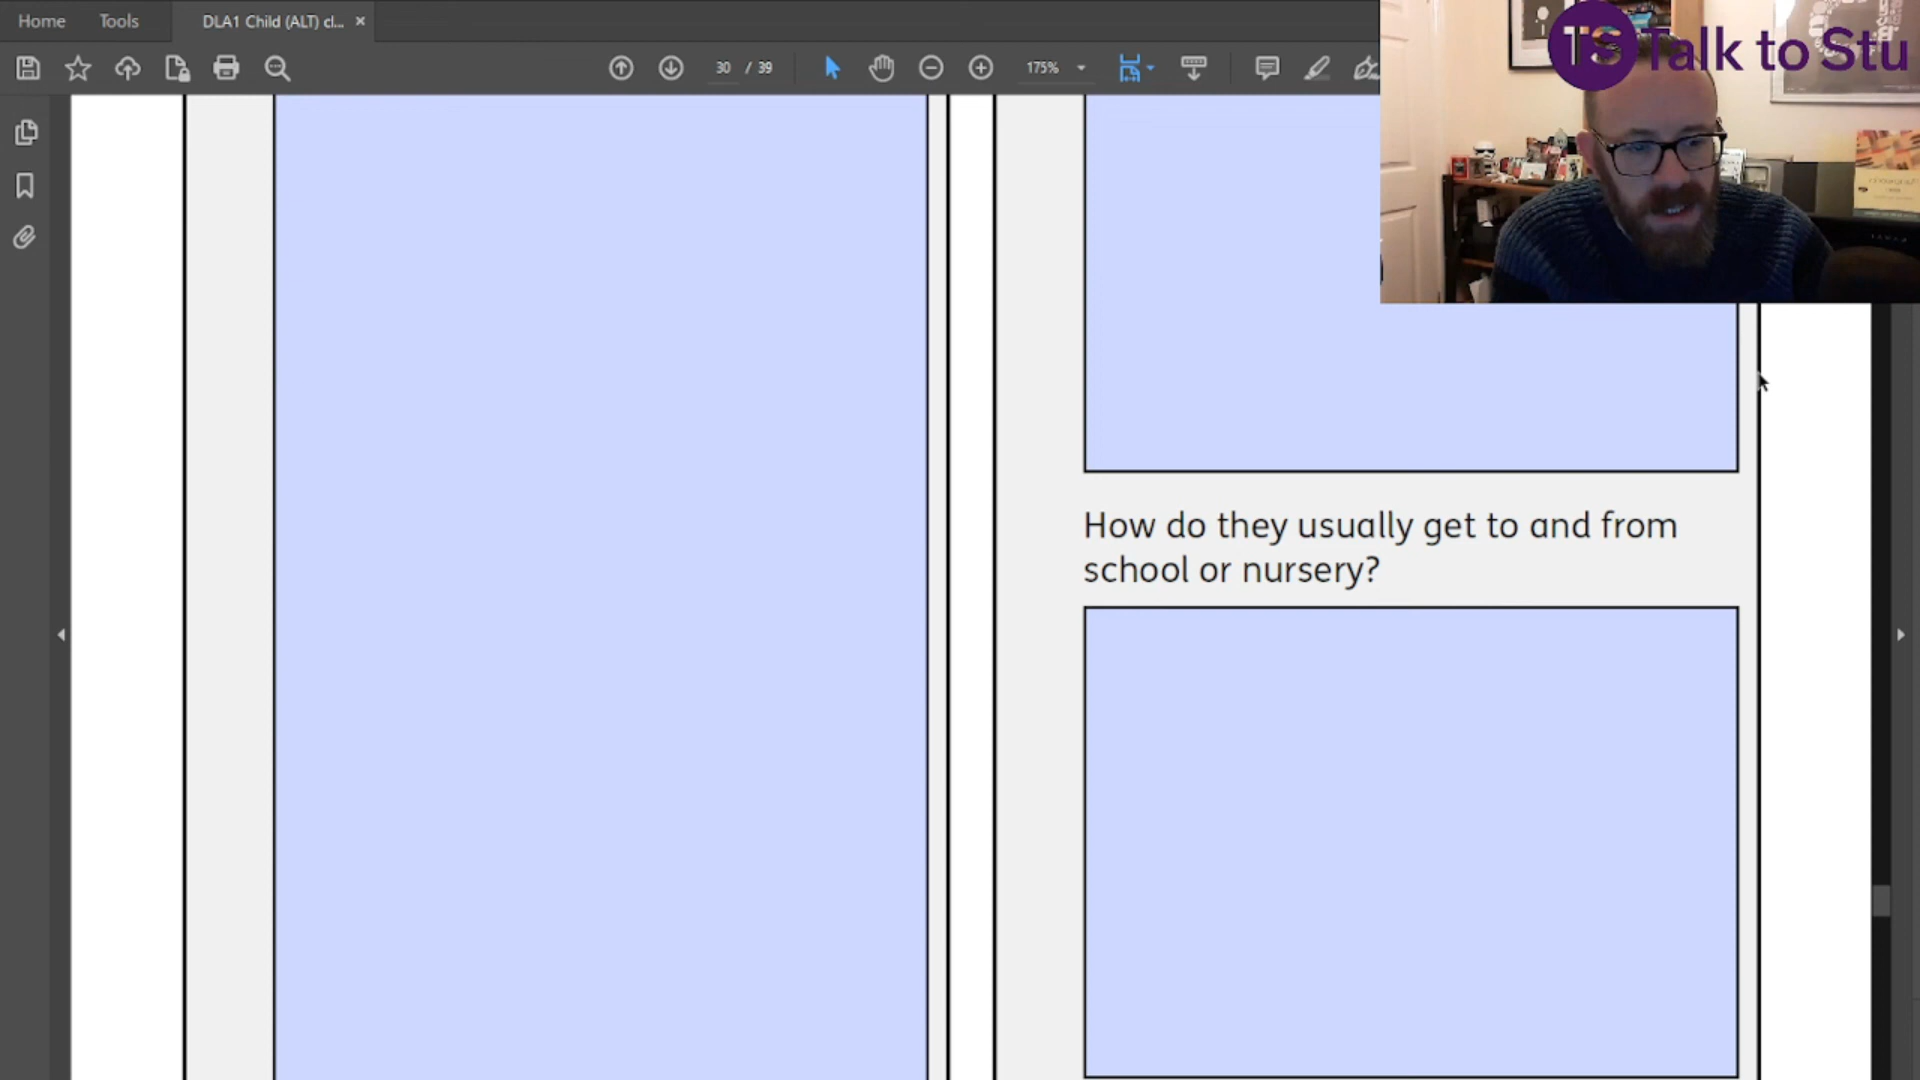 Home
Tools
DLA1 Child (ALT) cl...
30 / 39
175%
TS Talk to Stu
How do they usually get to and from
school or nursery?